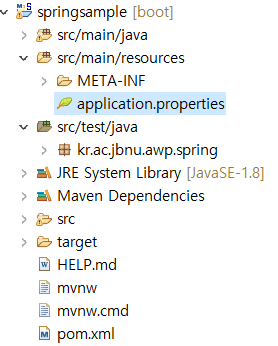 springsample [boot]
src/main/java
src/main/resources
META-INF
application.properties
src/test/java
kr.ac.jbnu.awp.spring
JRE System Library [JavaSE-1.8]
Maven Dependencies
src
target
HELP.md
mvnw
mvnw.cmd
pom.xml